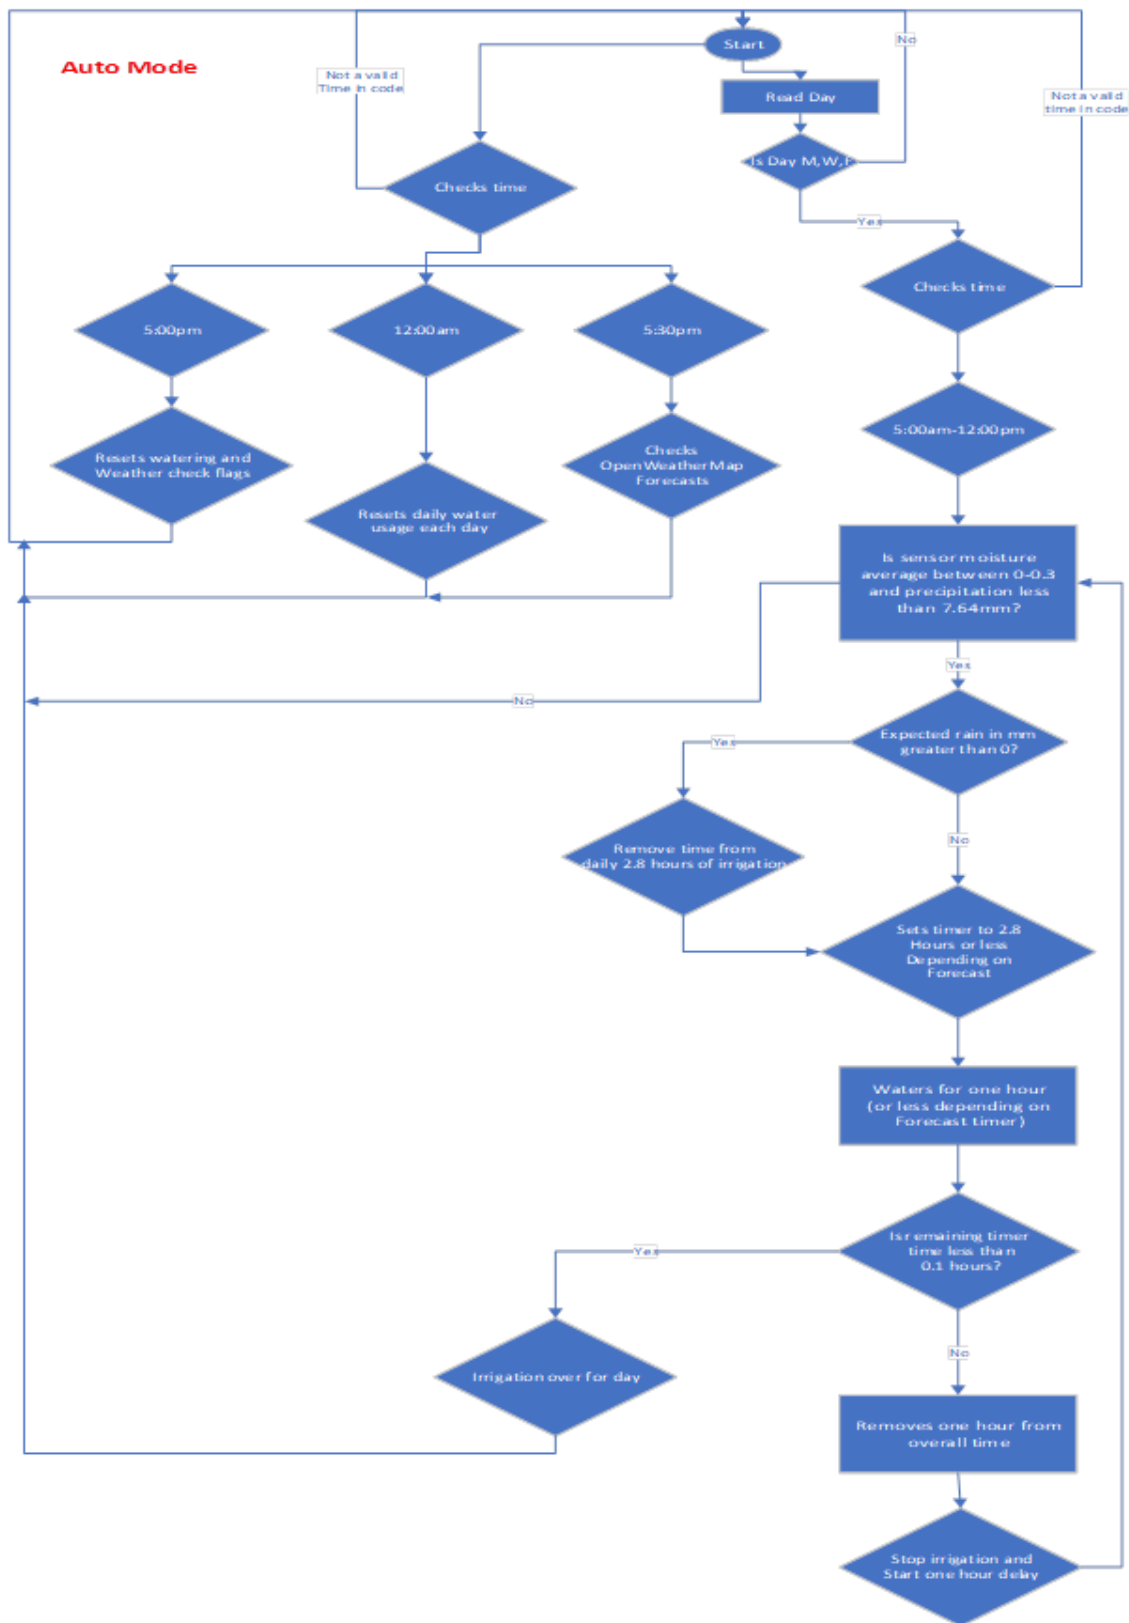 Start
No
Auto Mode
Not a valid
Time in code
Read Day
Not a valid
time in code
Is Day M,W,F
Checks time
Yes
Checks time
5:00pm
12:00am
5:30pm
5:00am-12:00pm
Resets watering and
Weather check flags
Checks
OpenWeatherMap
Forecasts
Resets daily water
usage each day
Is sensor moisture
average between 0-0.3
and precipitation less
than 7.64mm?
Yes
No
Expected rain in mm
greater than 0?
Yes
No
Remove time from
daily 2.8 hours of irrigation
Sets timer to 2.8
Hours or less
Depending on
Forecast
Waters for one hour
(or less depending on
Forecast timer)
Is remaining timer
time less than
0.1 hours?
Yes
No
Irrigation over for day
Removes one hour from
overall time
Stop irrigation and
Start one hour delay